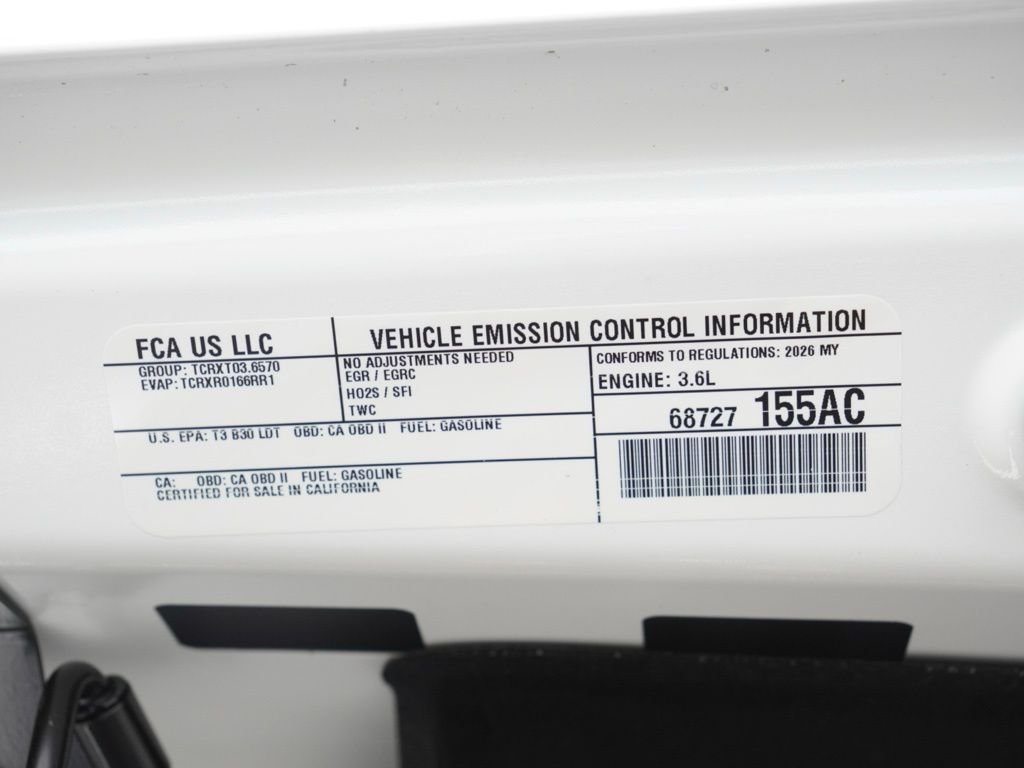 FCA US LLC
GROUP: TCRXT03.6570
EVAP: TCRXR0166RR1
VEHICLE EMISSION CONTROL INFORMATION
NO ADJUSTMENTS NEEDED
EGR / EGRC
HO2S / SFI
TWC
CONFORMS TO REGULATIONS: 2026 MY
ENGINE: 3.6L
68727 155AC
U.S. EPA: T3 B30 LDT OBD: CA OBD II FUEL: GASOLINE
CA: OBD: CA OBD II FUEL: GASOLINE
CERTIFIED FOR SALE IN CALIFORNIA